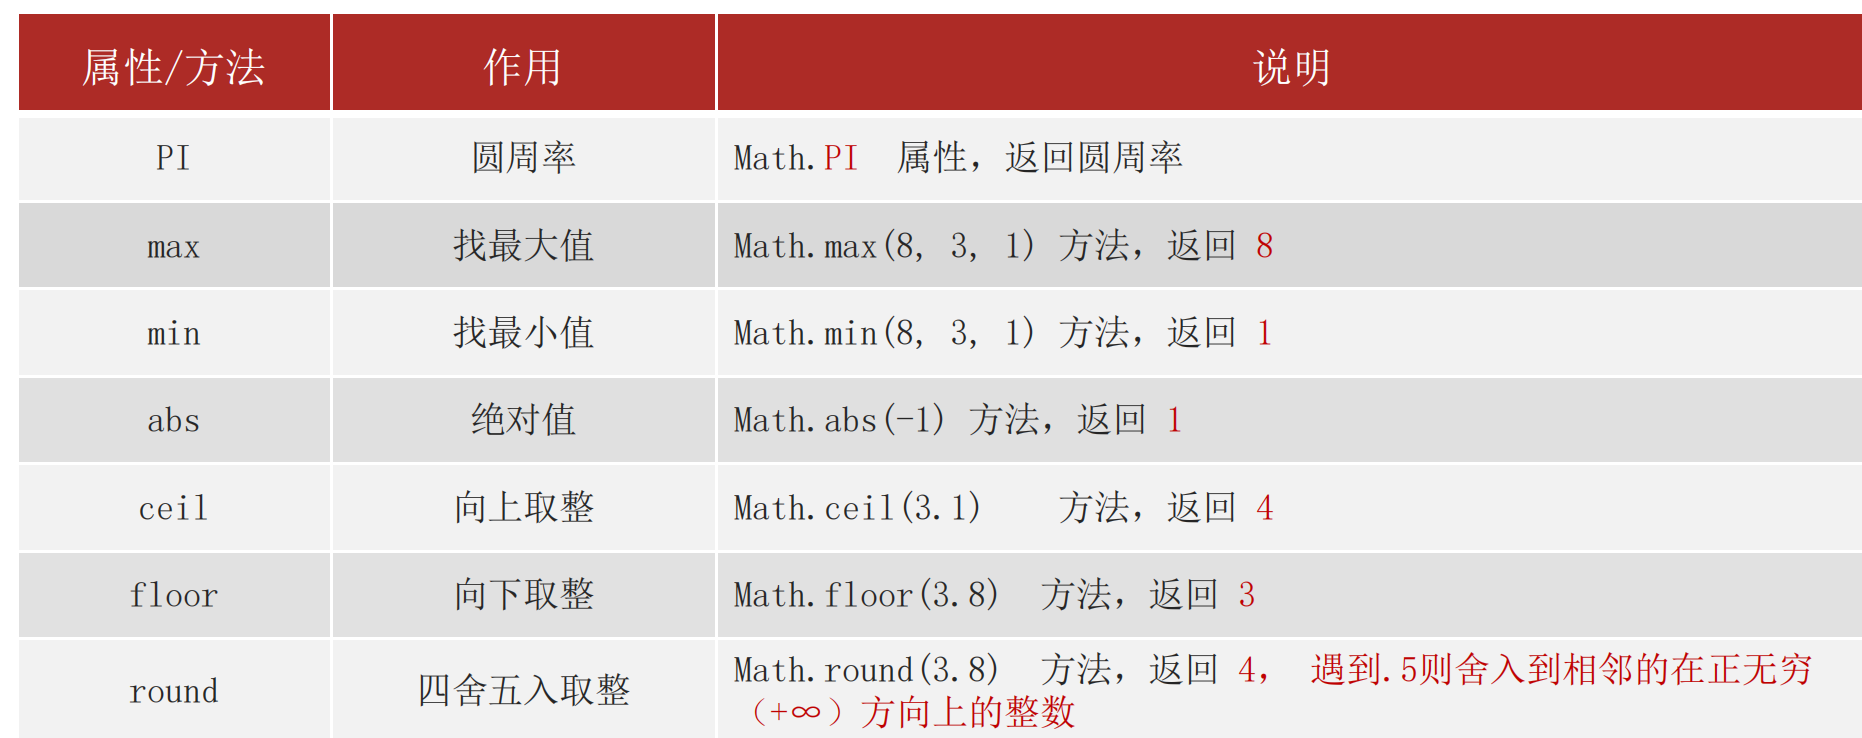 属性/方法 作用 说明
PI 圆周率 Math.PI 属性，返回圆周率
max 找最大值 Math.max(8, 3, 1) 方法，返回 8
min 找最小值 Math.min(8, 3, 1) 方法，返回 1
abs 绝对值 Math.abs(-1) 方法，返回 1
ceil 向上取整 Math.ceil(3.1) 方法，返回 4
floor 向下取整 Math.floor(3.8) 方法，返回 3
round 四舍五入取整 Math.round(3.8) 方法，返回 4， 遇到.5则舍入到相邻的在正无穷
（+∞）方向上的整数